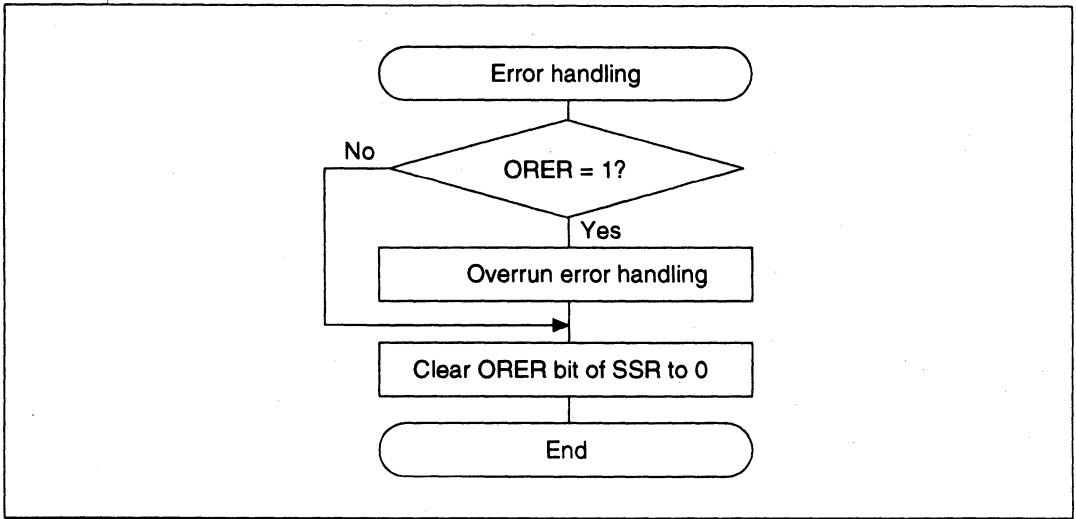 Error handling
No
ORER = 1?
Yes
Overrun error handling
Clear ORER bit of SSR to 0
End